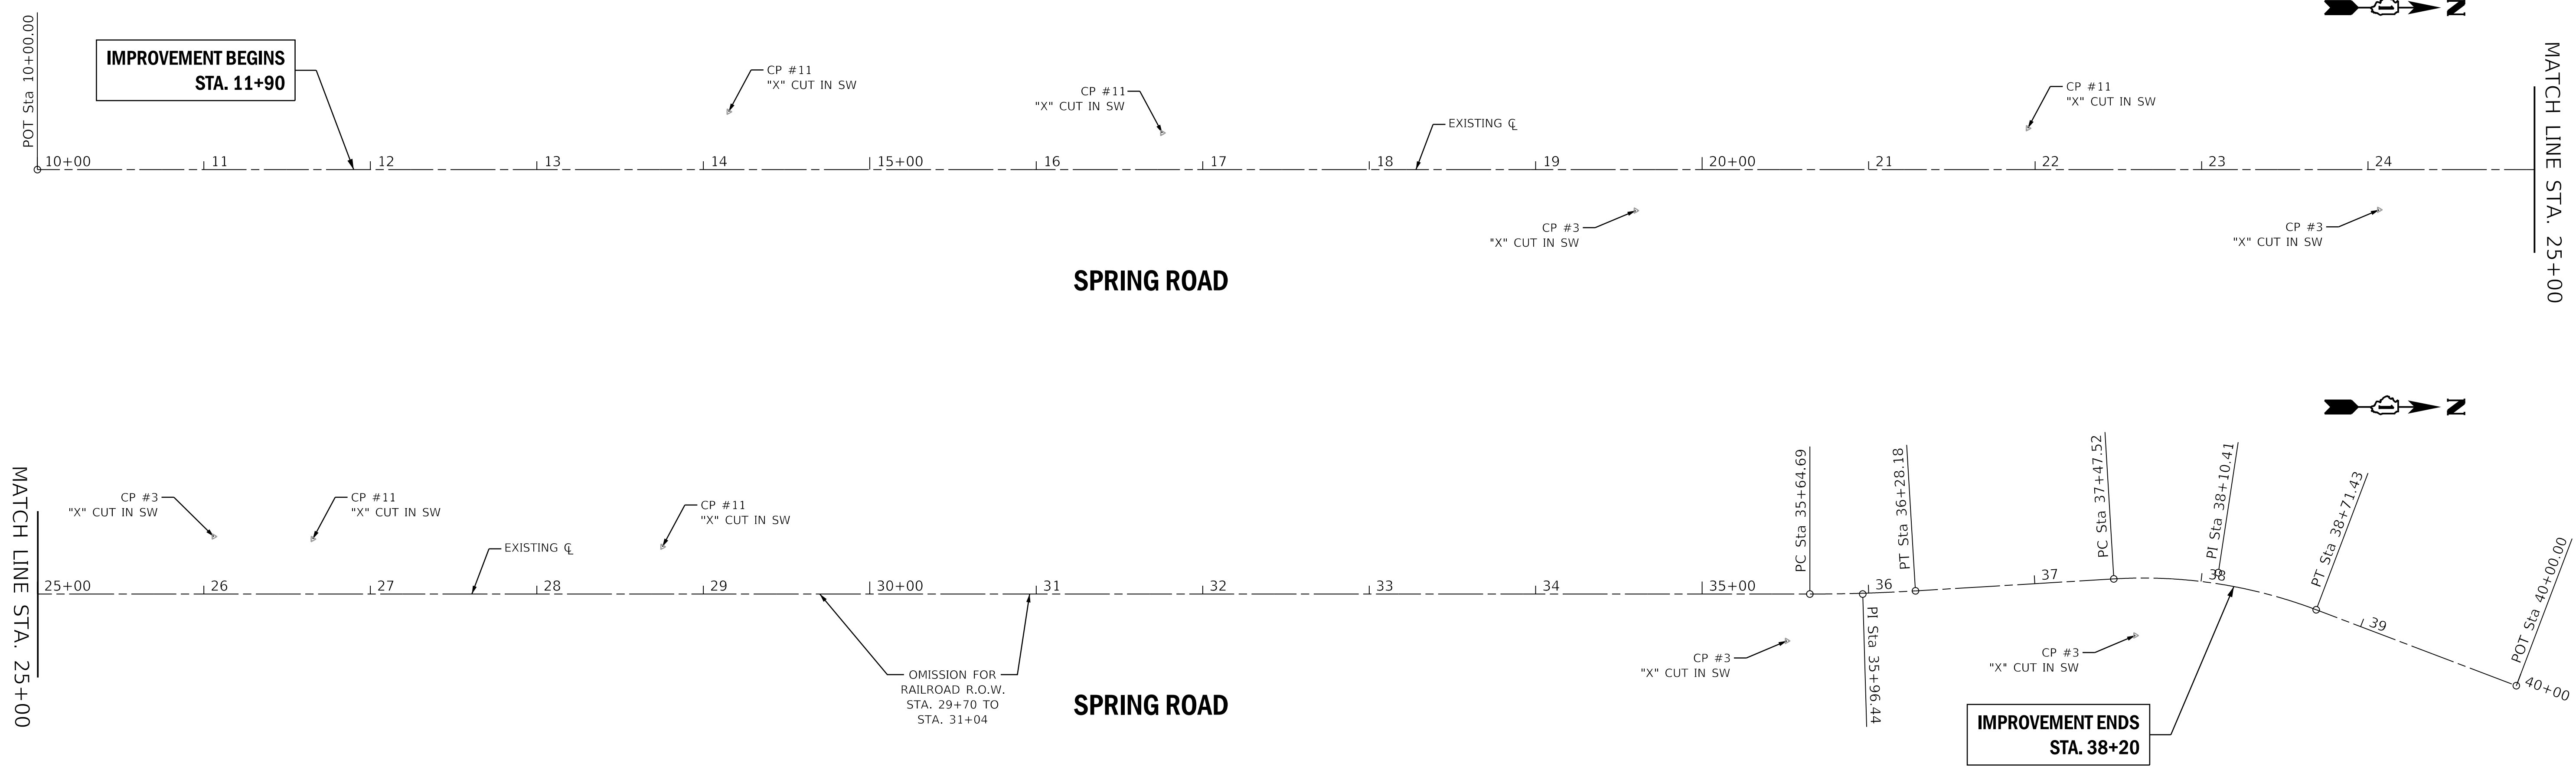 N
POT Sta 10+00.00
IMPROVEMENT BEGINS
STA. 11+90
CP #11
"X" CUT IN SW
CP #11
"X" CUT IN SW
EXISTING ℄
CP #11
"X" CUT IN SW
MATCH LINE STA. 25+00
10+00 11 12 13 14 15+00 16 17 18 19 20+00 21 22 23 24
CP #3
"X" CUT IN SW
CP #3
"X" CUT IN SW
SPRING ROAD
N
MATCH LINE STA. 25+00
CP #3
"X" CUT IN SW
CP #11
"X" CUT IN SW
EXISTING ℄
CP #11
"X" CUT IN SW
PC Sta 35+64.69
PT Sta 36+28.18
PC Sta 37+47.52
PI Sta 38+10.41
PT Sta 38+71.43
POT Sta 40+00.00
25+00 26 27 28 29 30+00 31 32 33 34 35+00 36 37 38 39 40+00
PI Sta 35+96.44
OMISSION FOR
RAILROAD R.O.W.
STA. 29+70 TO
STA. 31+04
SPRING ROAD
CP #3
"X" CUT IN SW
CP #3
"X" CUT IN SW
IMPROVEMENT ENDS
STA. 38+20